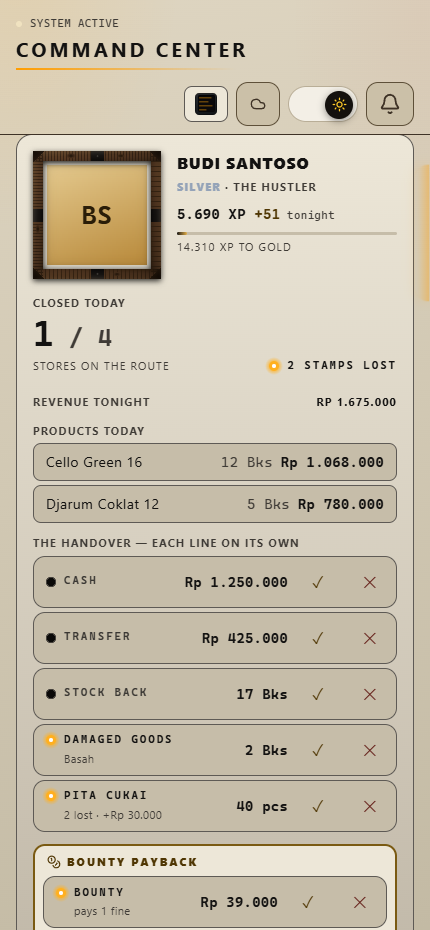 SYSTEM ACTIVE
COMMAND CENTER
BS
BUDI SANTOSO
SILVER · THE HUSTLER
5.690 XP +51 tonight
14.310 XP TO GOLD
CLOSED TODAY
1 / 4
STORES ON THE ROUTE
2 STAMPS LOST
REVENUE TONIGHT RP 1.675.000
PRODUCTS TODAY
Cello Green 16 12 Bks Rp 1.068.000
Djarum Coklat 12 5 Bks Rp 780.000
THE HANDOVER — EACH LINE ON ITS OWN
CASH Rp 1.250.000 ✓ ✕
TRANSFER Rp 425.000 ✓ ✕
STOCK BACK 17 Bks ✓ ✕
DAMAGED GOODS 2 Bks ✓ ✕
Basah
PITA CUKAI 40 pcs ✓ ✕
2 lost · +Rp 30.000
BOUNTY PAYBACK
BOUNTY Rp 39.000 ✓ ✕
pays 1 fine